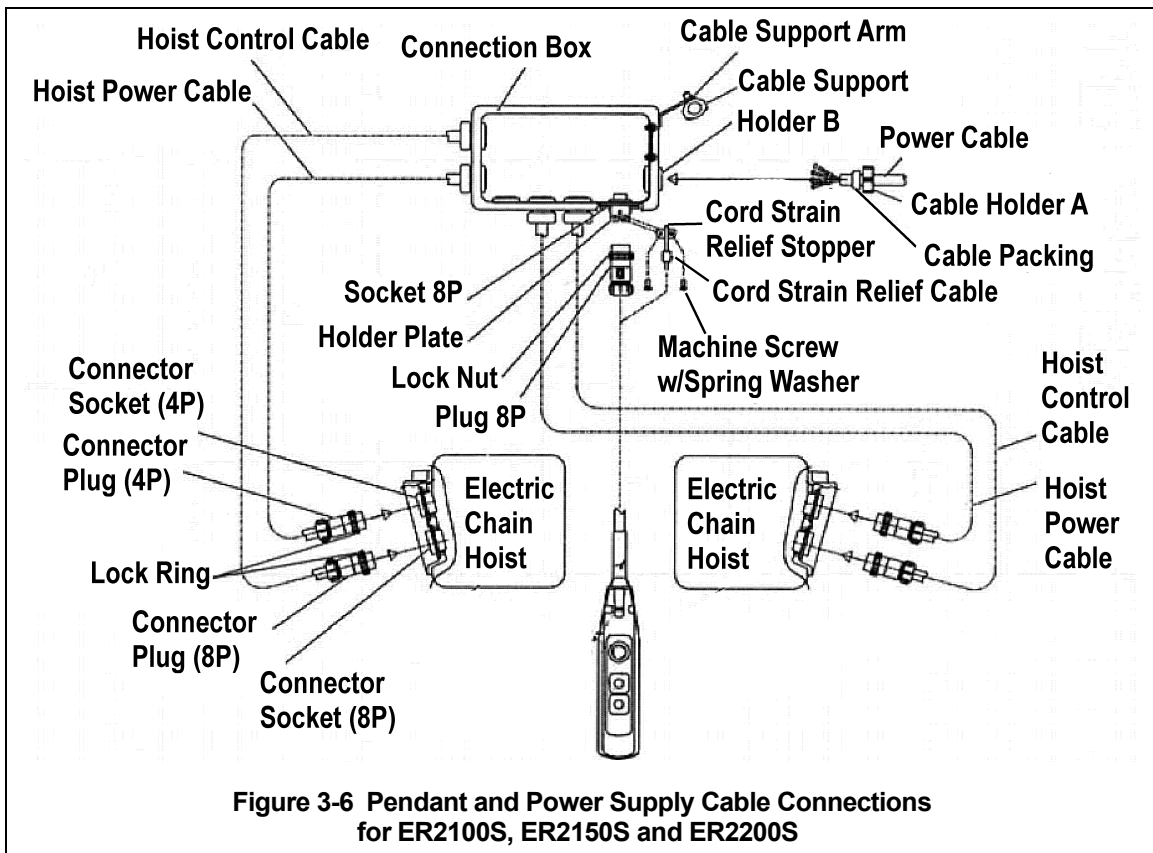 Hoist Control Cable
Hoist Power Cable
Connection Box
Cable Support Arm
Cable Support
Holder B
Power Cable
Cable Holder A
Cable Packing
Cord Strain
Relief Stopper
Cord Strain Relief Cable
Socket 8P
Holder Plate
Lock Nut
Plug 8P
Machine Screw
w/Spring Washer
Connector
Socket (4P)
Connector
Plug (4P)
Lock Ring
Connector
Plug (8P)
Connector
Socket (8P)
Electric
Chain
Hoist
Electric
Chain
Hoist
Hoist
Control
Cable
Hoist
Power
Cable
Figure 3-6 Pendant and Power Supply Cable Connections
for ER2100S, ER2150S and ER2200S